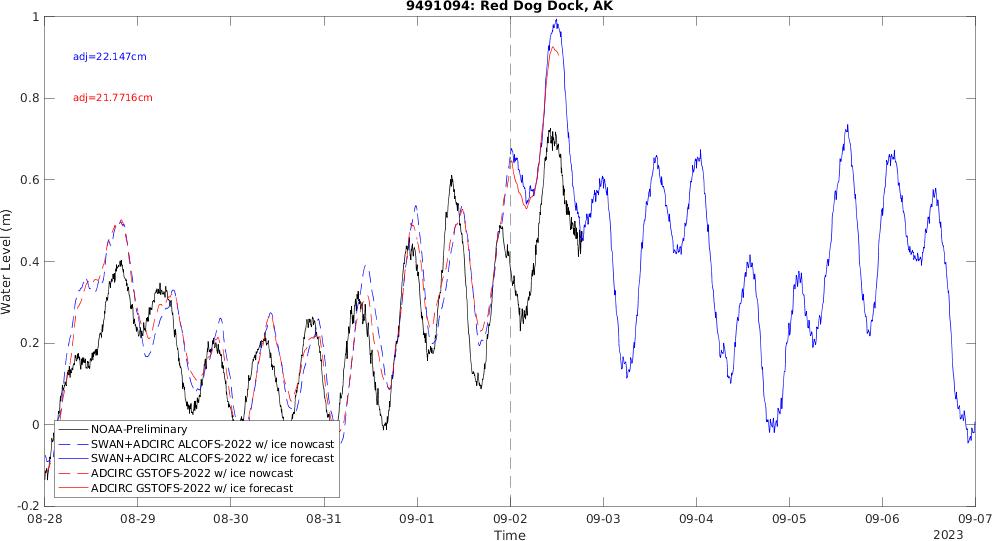 9491094: Red Dog Dock, AK
Water Level (m)
1
0.8
0.6
0.4
0.2
0
-0.2
adj=22.147cm
adj=21.7716cm
NOAA-Preliminary
SWAN+ADCIRC ALCOFS-2022 w/ ice nowcast
SWAN+ADCIRC ALCOFS-2022 w/ ice forecast
ADCIRC GSTOFS-2022 w/ ice nowcast
ADCIRC GSTOFS-2022 w/ ice forecast
08-28 08-29 08-30 08-31 09-01 09-02 09-03 09-04 09-05 09-06 09-07
Time
2023